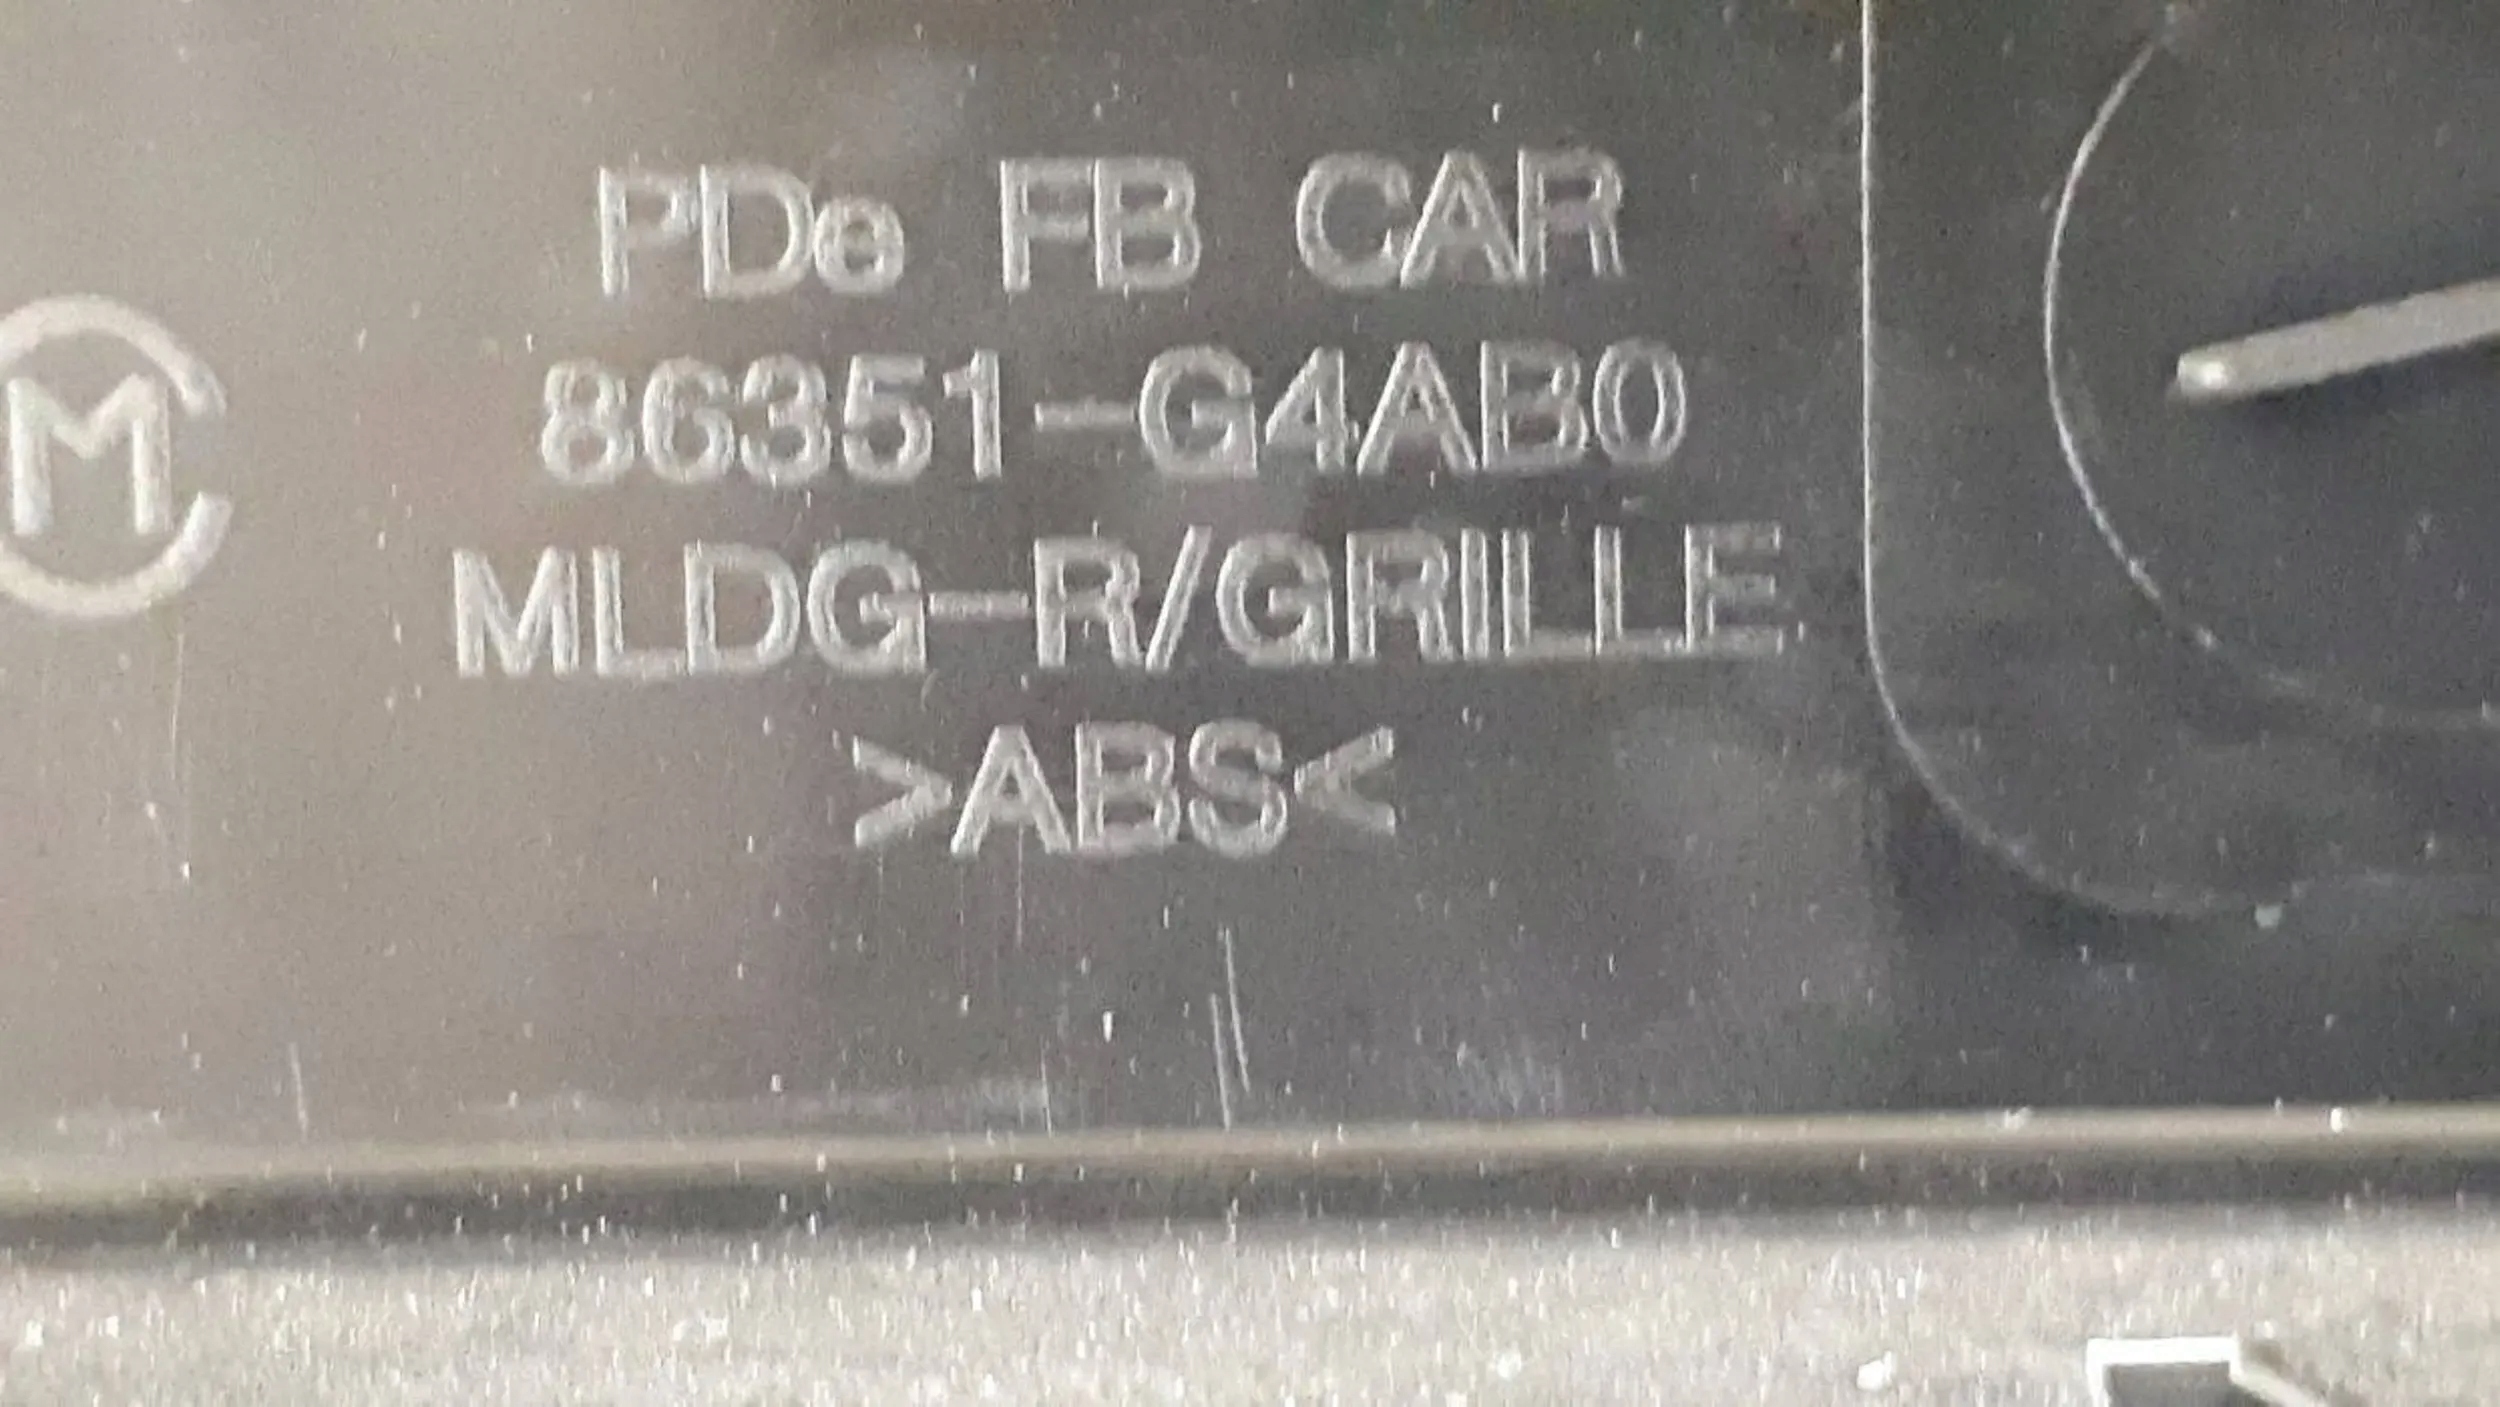 PDe FB CAR
86351-G4AB0
M
MLDG-R/GRILLE
>ABS<